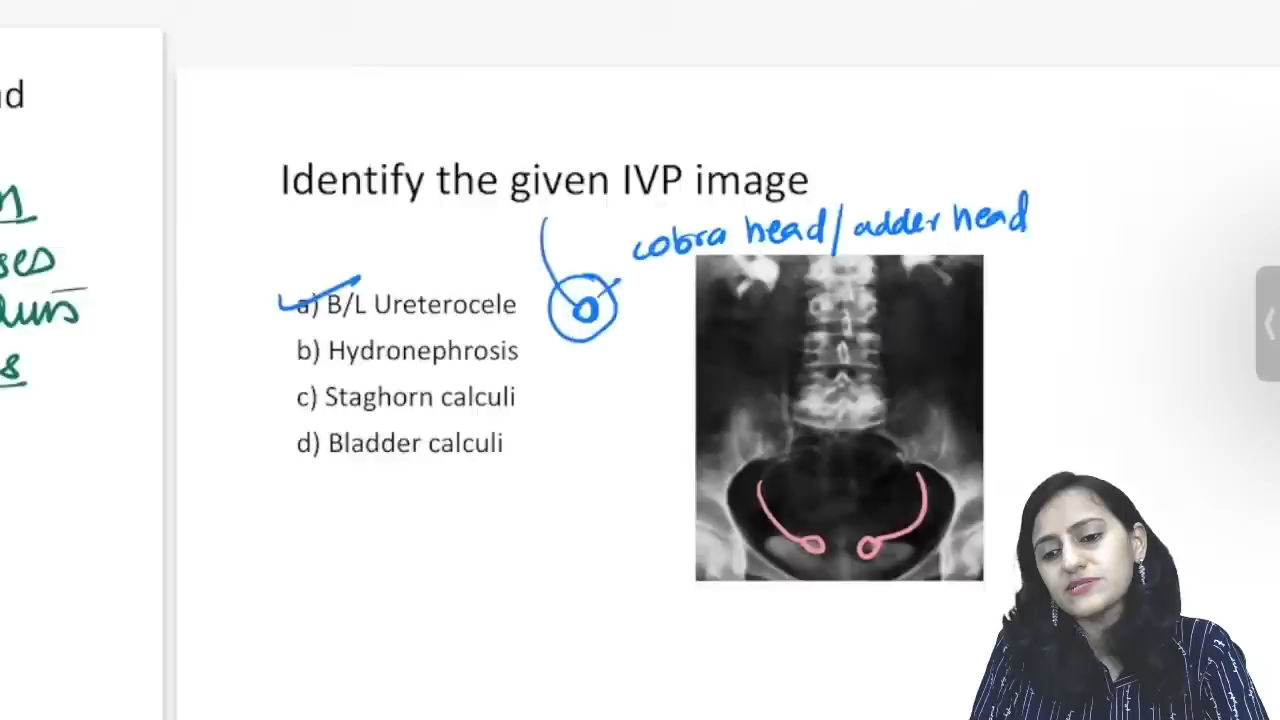 Identify the given IVP image
cobra head/adder head
a) B/L Ureterocele
b) Hydronephrosis
c) Staghorn calculi
d) Bladder calculi